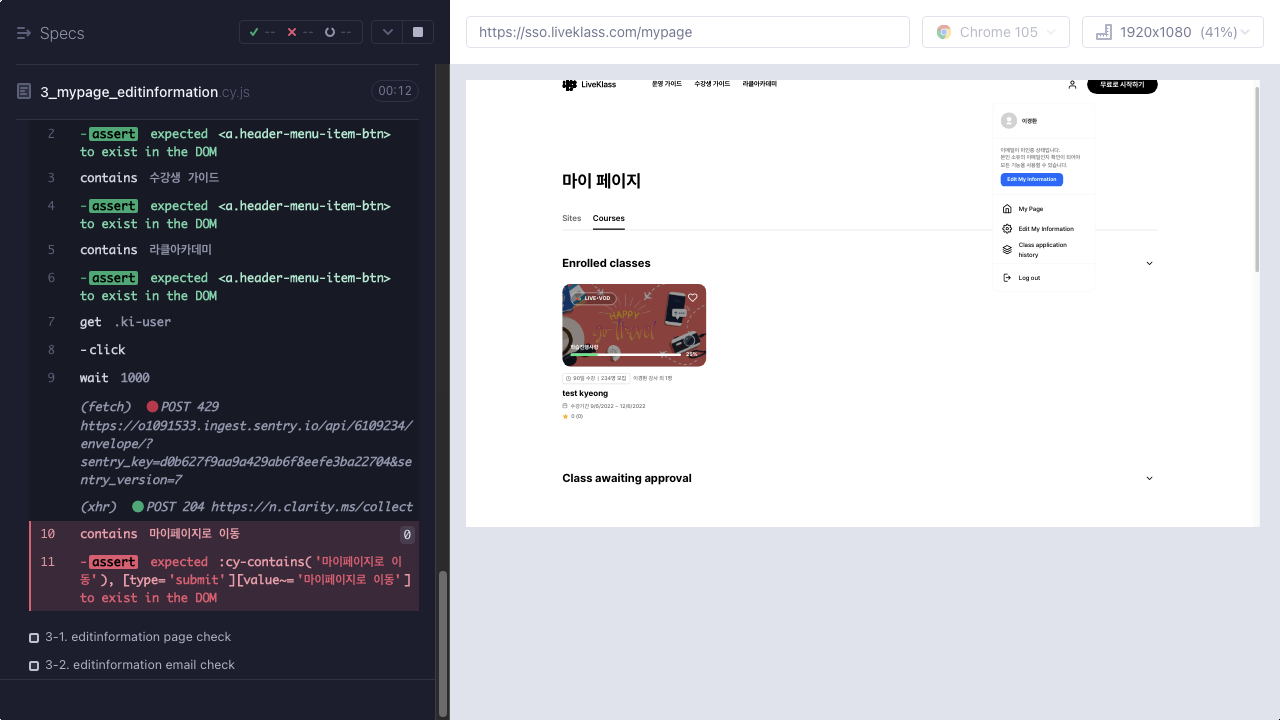 Specs
--
--
--
https://sso.liveklass.com/mypage
Chrome 105
1920x1080 (41%)
3_mypage_editinformation.cy.js
00:12
2 -assert expected <a.header-menu-item-btn>
to exist in the DOM
3 contains 수강생 가이드
4 -assert expected <a.header-menu-item-btn>
to exist in the DOM
5 contains 라클아카데미
6 -assert expected <a.header-menu-item-btn>
to exist in the DOM
7 get .ki-user
8 -click
9 wait 1000
(fetch) POST 429
https://o1091533.ingest.sentry.io/api/6109234/
envelope/?
sentry_key=d0b627f9aa9a429ab6f8eefe3ba22704&se
ntry_version=7
(xhr) POST 204 https://n.clarity.ms/collect
10 contains 마이페이지로 이동 0
11 -assert expected :cy-contains('마이페이지로 이
동'), [type='submit'][value~='마이페이지로 이동']
to exist in the DOM
3-1. editinformation page check
3-2. editinformation email check
LiveKlass
운영 가이드
수강생 가이드
라클아카데미
무료로 시작하기
이경환
이메일이 미인증 상태입니다.
본인 소유의 이메일인지 확인이 되어야
모든 기능을 사용할 수 있습니다.
Edit My Information
My Page
Edit My Information
Class application
history
Log out
마이 페이지
Sites
Courses
Enrolled classes
LIVE·VOD
HAPPY
go Travel
학습진행사항
25%
90일 수강 | 234명 모집
이경환 강사 외 1명
test kyeong
수강기간 9/6/2022 ~ 12/6/2022
0 (0)
Class awaiting approval